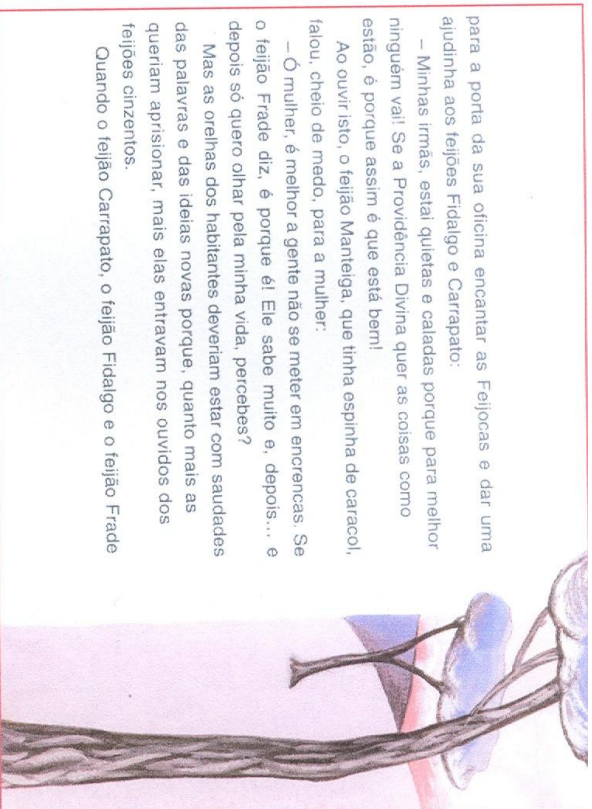 para a porta da sua oficina encantar as Feijocas e dar uma
ajudinha aos feijões Fidalgo e Carrapato:
– Minhas irmãs, estai quietas e caladas porque para melhor
ninguém vai! Se a Providência Divina quer as coisas como
estão, é porque assim é que está bem!
Ao ouvir isto, o feijão Manteiga, que tinha espinha de caracol,
falou, cheio de medo, para a mulher:
– Ó mulher, é melhor a gente não se meter em encrencas. Se
o feijão Frade diz, é porque é! Ele sabe muito e, depois... e
depois só quero olhar pela minha vida, percebes?
Mas as orelhas dos habitantes deveriam estar com saudades
das palavras e das ideias novas porque, quanto mais as
queriam aprisionar, mais elas entravam nos ouvidos dos
feijões cinzentos.
Quando o feijão Carrapato, o feijão Fidalgo e o feijão Frade